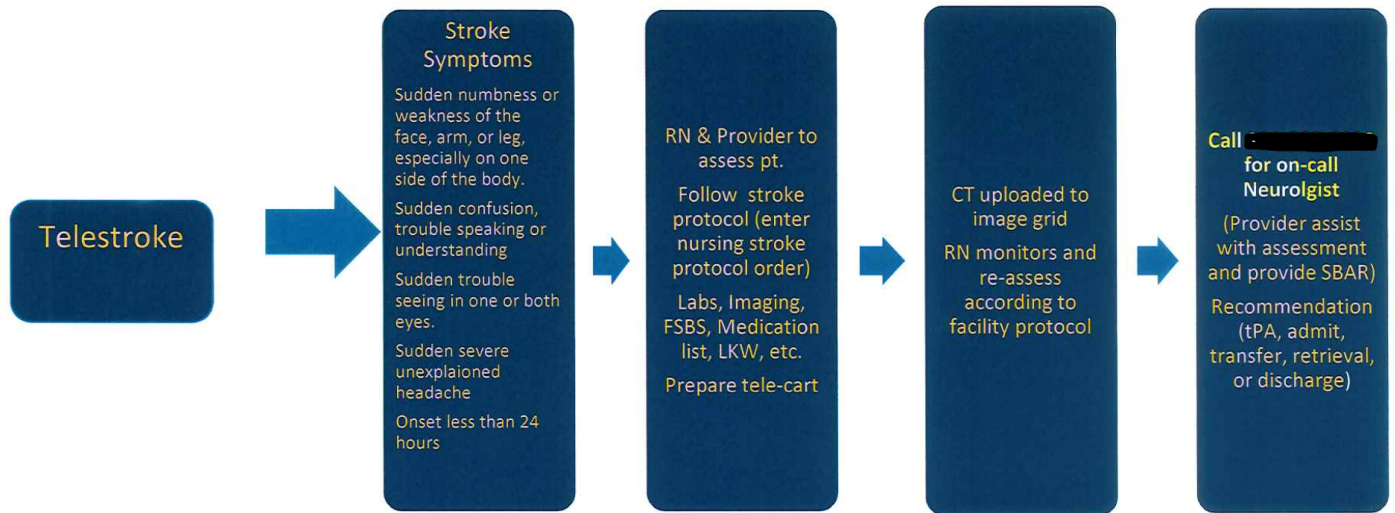 Telestroke
Stroke
Symptoms
Sudden numbness or
weakness of the
face, arm, or leg,
especially on one
side of the body.
Sudden confusion,
trouble speaking or
understanding
Sudden trouble
seeing in one or both
eyes.
Sudden severe
unexplaioned
headache
Onset less than 24
hours
RN & Provider to
assess pt.
Follow stroke
protocol (enter
nursing stroke
protocol order)
Labs, Imaging,
FSBS, Medication
list, LKW, etc.
Prepare tele-cart
CT uploaded to
image grid
RN monitors and
re-assess
according to
facility protocol
Call
for on-call
Neurolgist
(Provider assist
with assessment
and provide SBAR)
Recommendation
(tPA, admit,
transfer, retrieval,
or discharge)